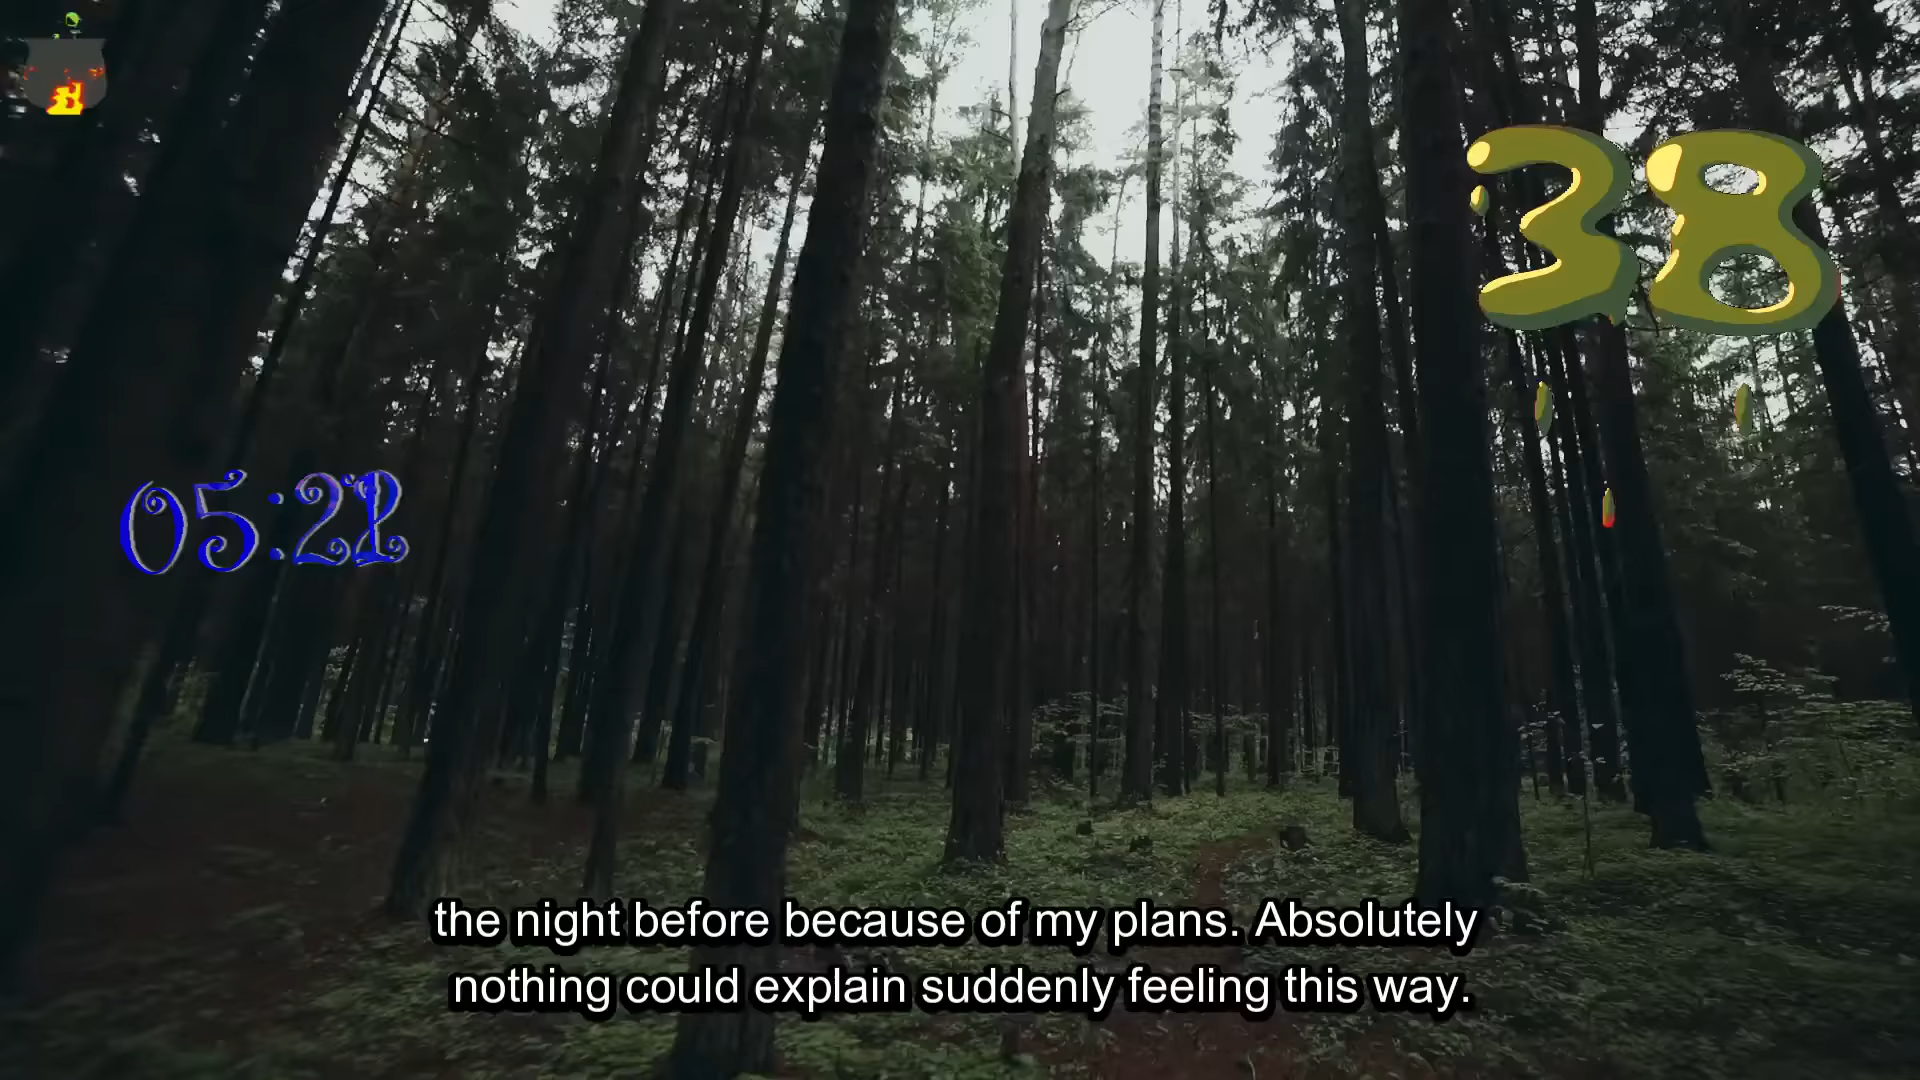 38
05:21
the night before because of my plans. Absolutely
nothing could explain suddenly feeling this way.